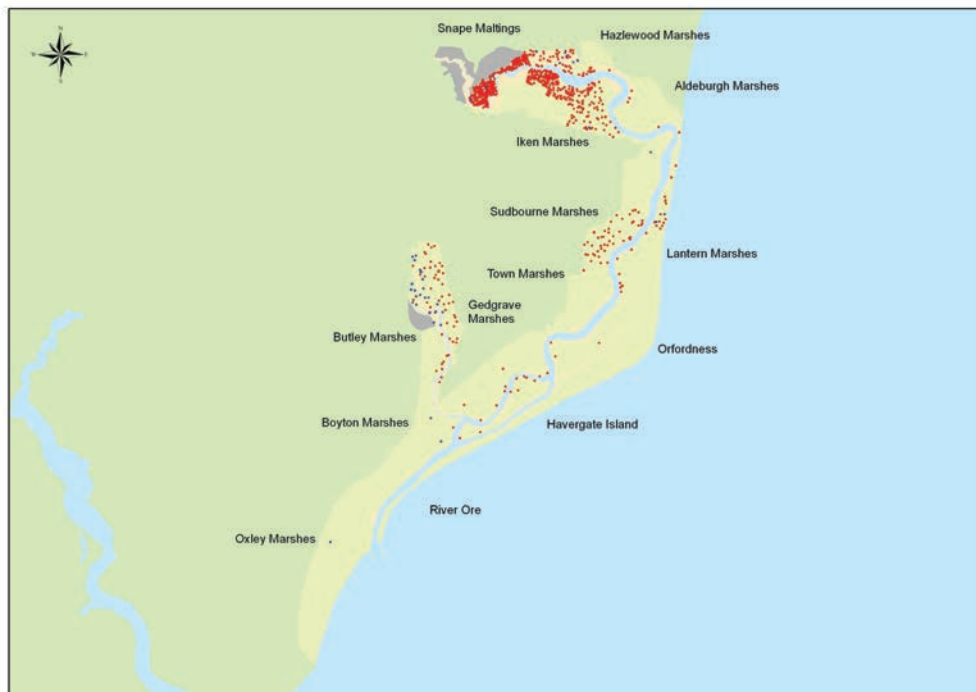 Snape Maltings
Hazlewood Marshes
Aldeburgh Marshes
Iken Marshes
Sudbourne Marshes
Lantern Marshes
Town Marshes
Gedgrave
Marshes
Butley Marshes
Orfordness
Boyton Marshes
Havergate Island
River Ore
Oxley Marshes